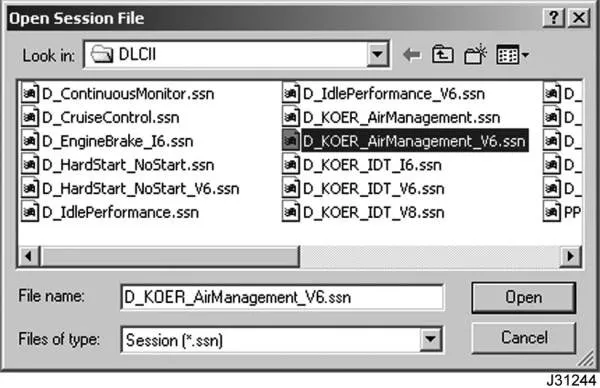 Open Session File
Look in: DLCII
D_ContinuousMonitor.ssn
D_CruiseControl.ssn
D_EngineBrake_I6.ssn
D_HardStart_NoStart.ssn
D_HardStart_NoStart_V6.ssn
D_IdlePerformance.ssn
D_IdlePerformance_V6.ssn
D_KOER_AirManagement.ssn
D_KOER_AirManagement_V6.ssn
D_KOER_IDT_I6.ssn
D_KOER_IDT_V6.ssn
D_KOER_IDT_V8.ssn
D_
D_
D_
D_
D_
PP
File name: D_KOER_AirManagement_V6.ssn Open
Files of type: Session (*.ssn) Cancel
J31244